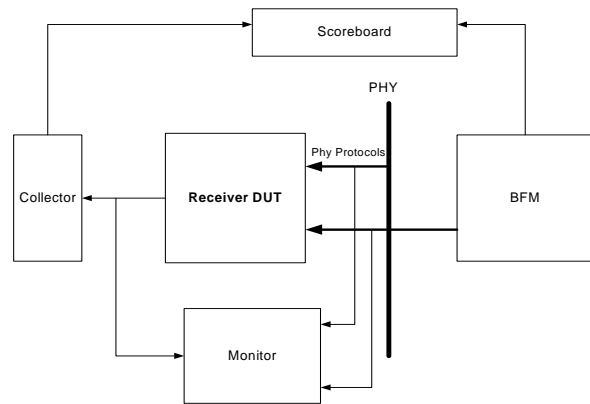 Scoreboard
PHY
Phy Protocols
Collector
Receiver DUT
BFM
Monitor